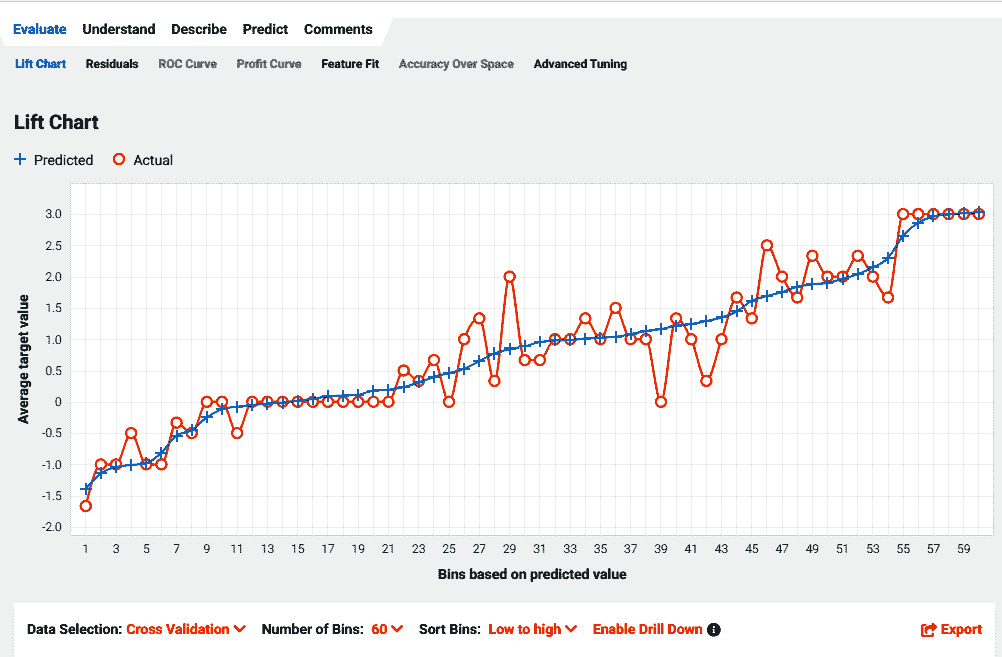 Evaluate Understand Describe Predict Comments
Lift Chart Residuals ROC Curve Profit Curve Feature Fit Accuracy Over Space Advanced Tuning
Lift Chart
Predicted Actual
Average target value
3.0
2.5
2.0
1.5
1.0
0.5
0
-0.5
-1.0
-1.5
-2.0
1 3 5 7 9 11 13 15 17 19 21 23 25 27 29 31 33 35 37 39 41 43 45 47 49 51 53 55 57 59
Bins based on predicted value
Data Selection: Cross Validation Number of Bins: 60 Sort Bins: Low to high Enable Drill Down i Export